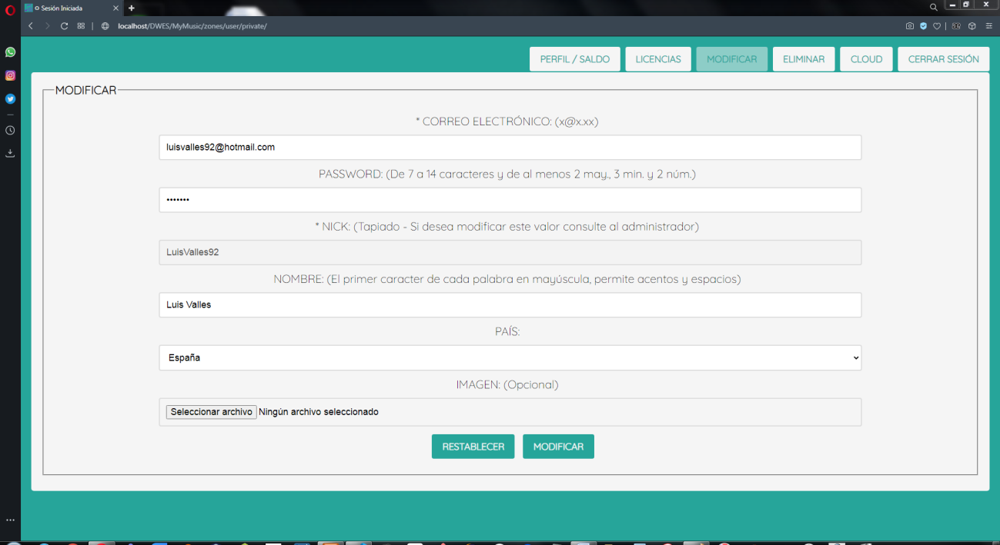 Sesión Iniciada
localhost/DWES/MyMusic/zones/user/private/
PERFIL / SALDO
LICENCIAS
MODIFICAR
ELIMINAR
CLOUD
CERRAR SESIÓN
MODIFICAR
* CORREO ELECTRÓNICO: (x@x.xx)
luisvalles92@hotmail.com
PASSWORD: (De 7 a 14 caracteres y de al menos 2 may., 3 min. y 2 núm.)
•••••••
* NICK: (Tapiado - Si desea modificar este valor consulte al administrador)
LuisValles92
NOMBRE: (El primer caracter de cada palabra en mayúscula, permite acentos y espacios)
Luis Valles
PAÍS:
España
IMAGEN: (Opcional)
Seleccionar archivo Ningún archivo seleccionado
RESTABLECER
MODIFICAR